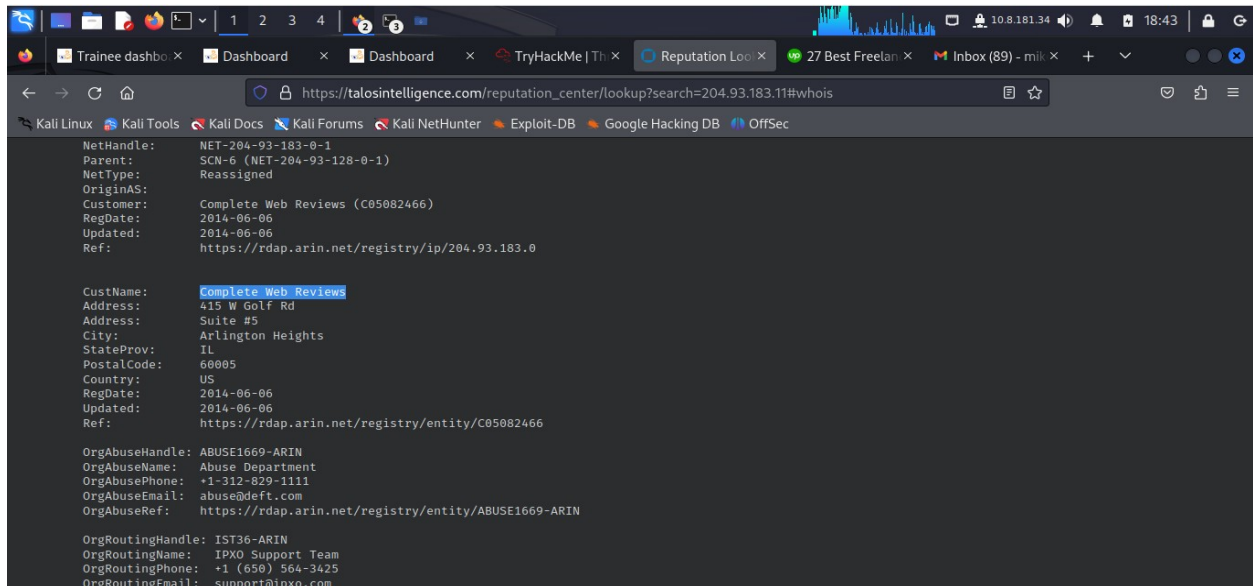 1 2 3 4 2 3 10.8.181.34 18:43
Trainee dashbo Dashboard Dashboard TryHackMe | Th Reputation Loo 27 Best Freelan Inbox (89) - mik
https://talosintelligence.com/reputation_center/lookup?search=204.93.183.11#whois
Kali Linux Kali Tools Kali Docs Kali Forums Kali NetHunter Exploit-DB Google Hacking DB OffSec
NetHandle: NET-204-93-183-0-1
Parent: SCN-6 (NET-204-93-128-0-1)
NetType: Reassigned
OriginAS:
Customer: Complete Web Reviews (C05082466)
RegDate: 2014-06-06
Updated: 2014-06-06
Ref: https://rdap.arin.net/registry/ip/204.93.183.0
CustName: Complete Web Reviews
Address: 415 W Golf Rd
Address: Suite #5
City: Arlington Heights
StateProv: IL
PostalCode: 60005
Country: US
RegDate: 2014-06-06
Updated: 2014-06-06
Ref: https://rdap.arin.net/registry/entity/C05082466
OrgAbuseHandle: ABUSE1669-ARIN
OrgAbuseName: Abuse Department
OrgAbusePhone: +1-312-829-1111
OrgAbuseEmail: abuse@deft.com
OrgAbuseRef: https://rdap.arin.net/registry/entity/ABUSE1669-ARIN
OrgRoutingHandle: IST36-ARIN
OrgRoutingName: IPXO Support Team
OrgRoutingPhone: +1 (650) 564-3425
OrgRoutingEmail: support@ipxo.com